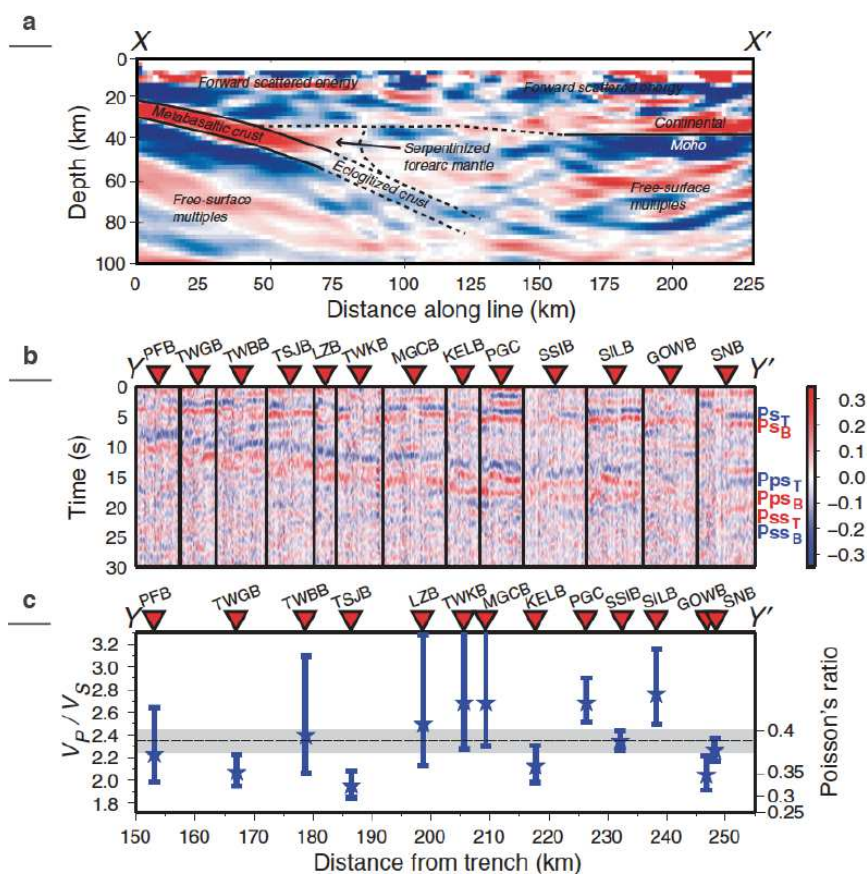 a
X
X'
0
20
40
60
80
100
Depth (km)
Forward scattered energy
Forward scattered energy
Metabasaltic crust
Continental
Moho
Serpentinized
forearc mantle
Eclogitized crust
Free-surface
multiples
Free-surface
multiples
0 25 50 75 100 125 150 175 200 225
Distance along line (km)
b
Y PFB TWGB TWBB TSJB LZB TWKB MGCB KELB PGC SSIB SILB GOWB SNB Y'
0
5
10
15
20
25
30
Time (s)
PsT
PsB
PpsT
PpsB
PssT
PssB
0.3
0.2
0.1
0.0
-0.1
-0.2
-0.3
c
Y PFB TWGB TWBB TSJB LZB TWKB MGCB KELB PGC SSIB SILB GOWB SNB Y'
3.2
3.0
2.8
2.6
2.4
2.2
2.0
1.8
VP / VS
0.4
0.35
0.3
0.25
Poisson's ratio
150 160 170 180 190 200 210 220 230 240 250
Distance from trench (km)